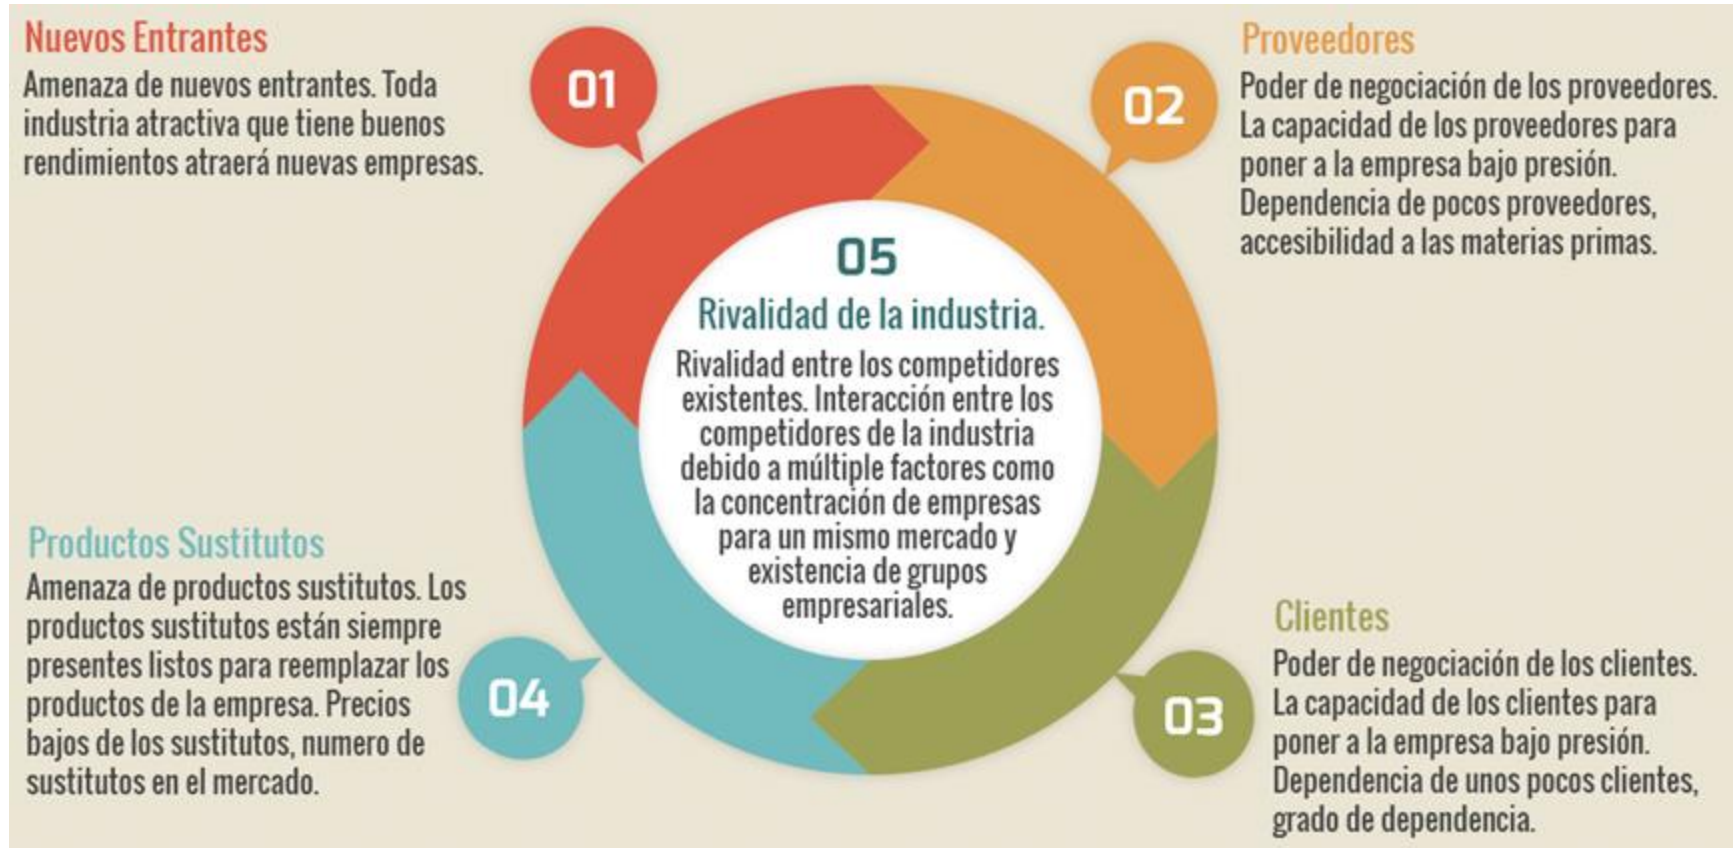 Nuevos Entrantes
Amenaza de nuevos entrantes. Toda
industria atractiva que tiene buenos
rendimientos atraerá nuevas empresas.
01
02
Proveedores
Poder de negociación de los proveedores.
La capacidad de los proveedores para
poner a la empresa bajo presión.
Dependencia de pocos proveedores,
accesibilidad a las materias primas.
05
Rivalidad de la industria.
Rivalidad entre los competidores
existentes. Interacción entre los
competidores de la industria
debido a múltiple factores como
la concentración de empresas
para un mismo mercado y
existencia de grupos
empresariales.
Productos Sustitutos
Amenaza de productos sustitutos. Los
productos sustitutos están siempre
presentes listos para reemplazar los
productos de la empresa. Precios
bajos de los sustitutos, numero de
sustitutos en el mercado.
04
03
Clientes
Poder de negociación de los clientes.
La capacidad de los clientes para
poner a la empresa bajo presión.
Dependencia de unos pocos clientes,
grado de dependencia.